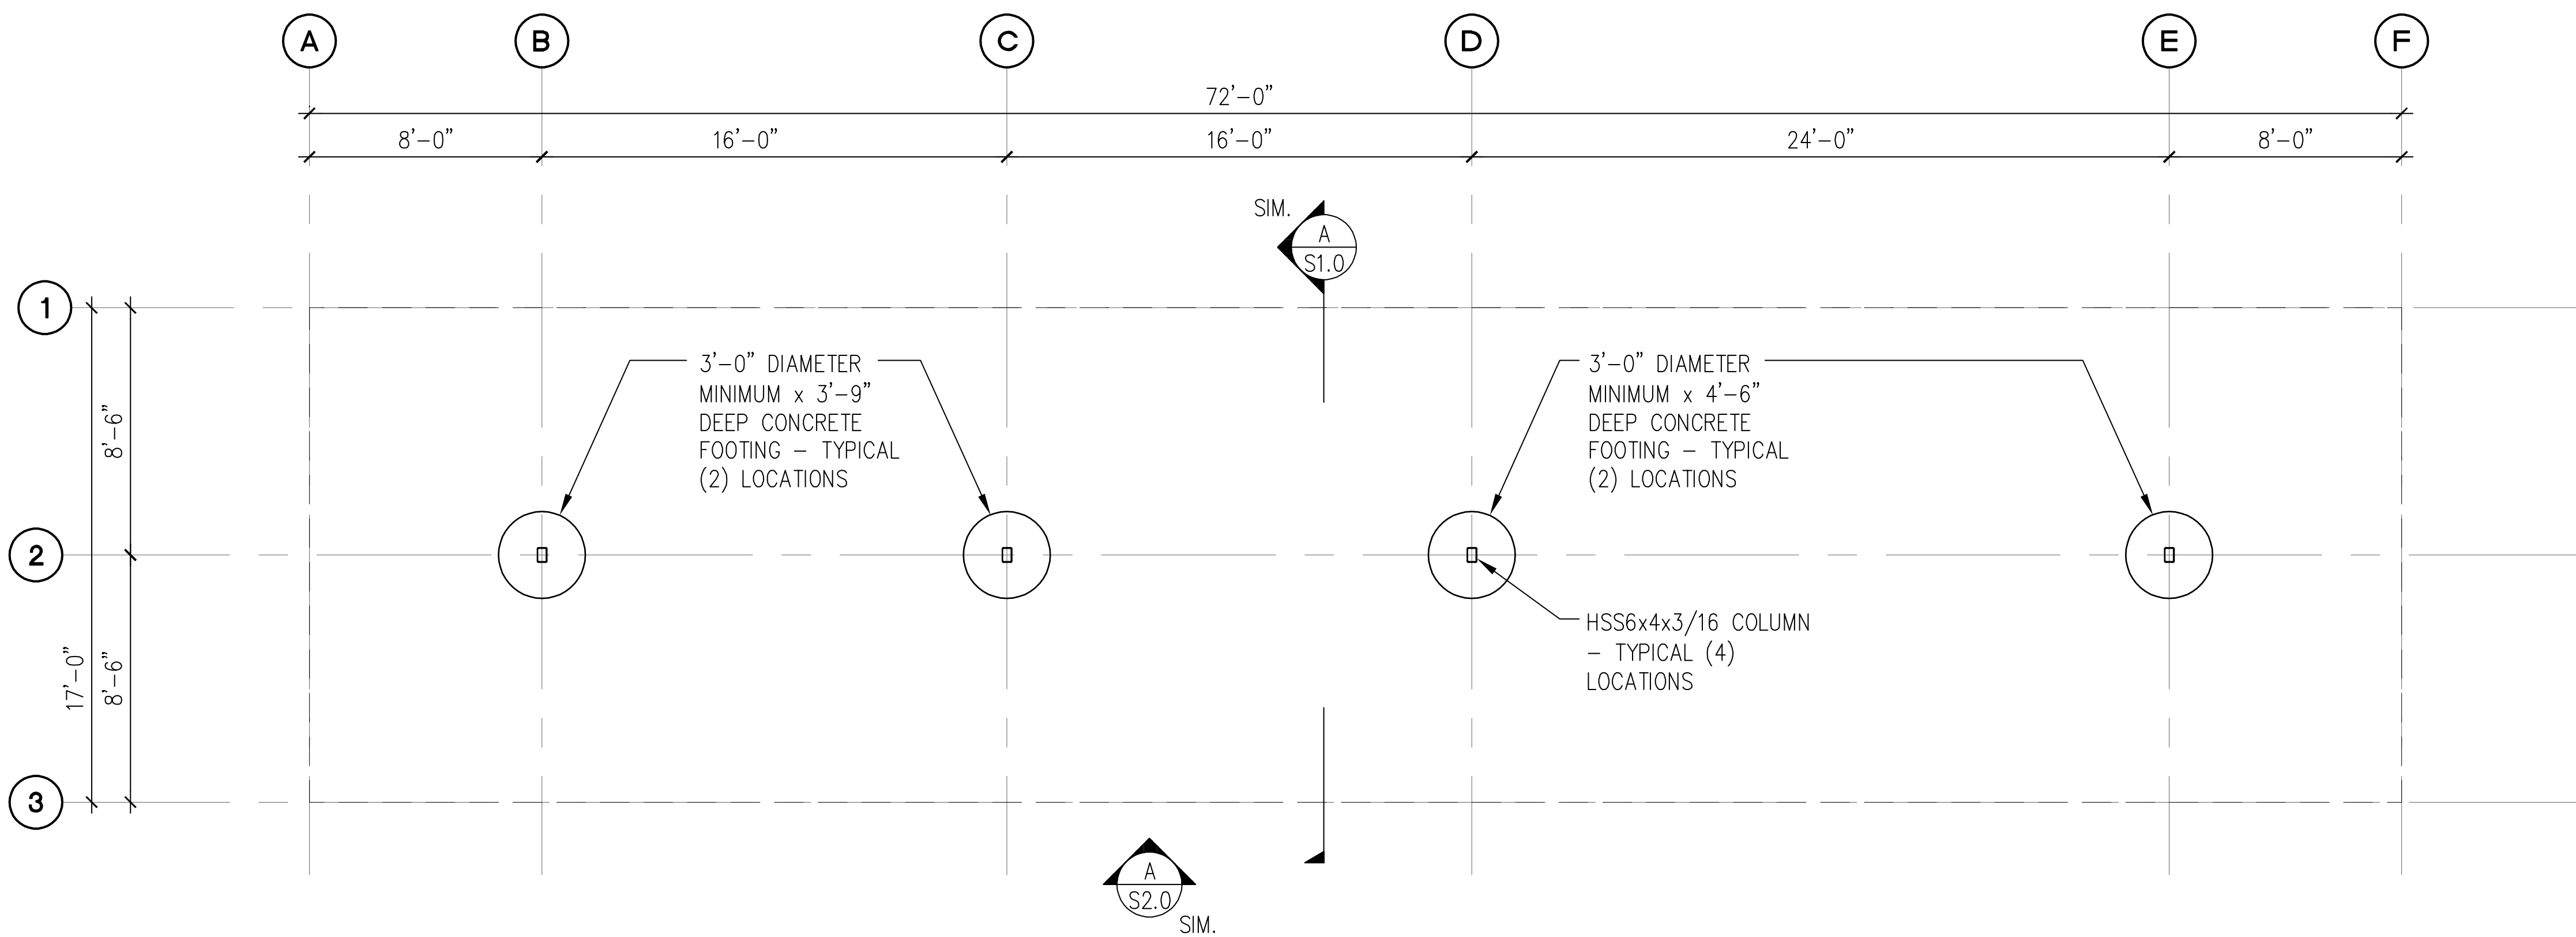 A B C D E F
72'-0"
8'-0" 16'-0" 16'-0" 24'-0" 8'-0"
SIM.
A
S1.0
1
3'-0" DIAMETER
MINIMUM x 3'-9"
DEEP CONCRETE
FOOTING - TYPICAL
(2) LOCATIONS
3'-0" DIAMETER
MINIMUM x 4'-6"
DEEP CONCRETE
FOOTING - TYPICAL
(2) LOCATIONS
8'-6"
2
HSS6x4x3/16 COLUMN
- TYPICAL (4)
LOCATIONS
17'-0"
8'-6"
3
A
S2.0
SIM.